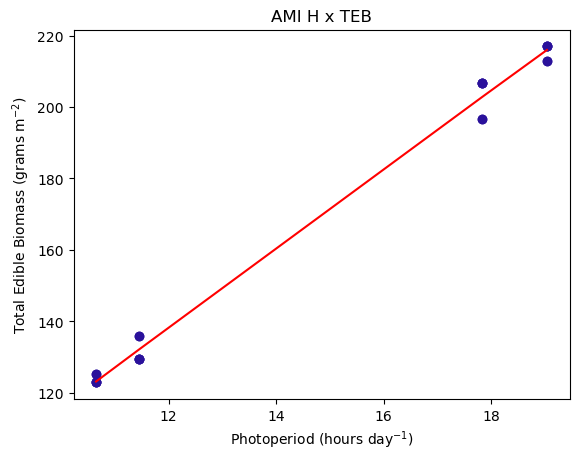 AMI H x TEB
Total Edible Biomass (grams m⁻²)
220
200
180
160
140
120
12 14 16 18
Photoperiod (hours day⁻¹)